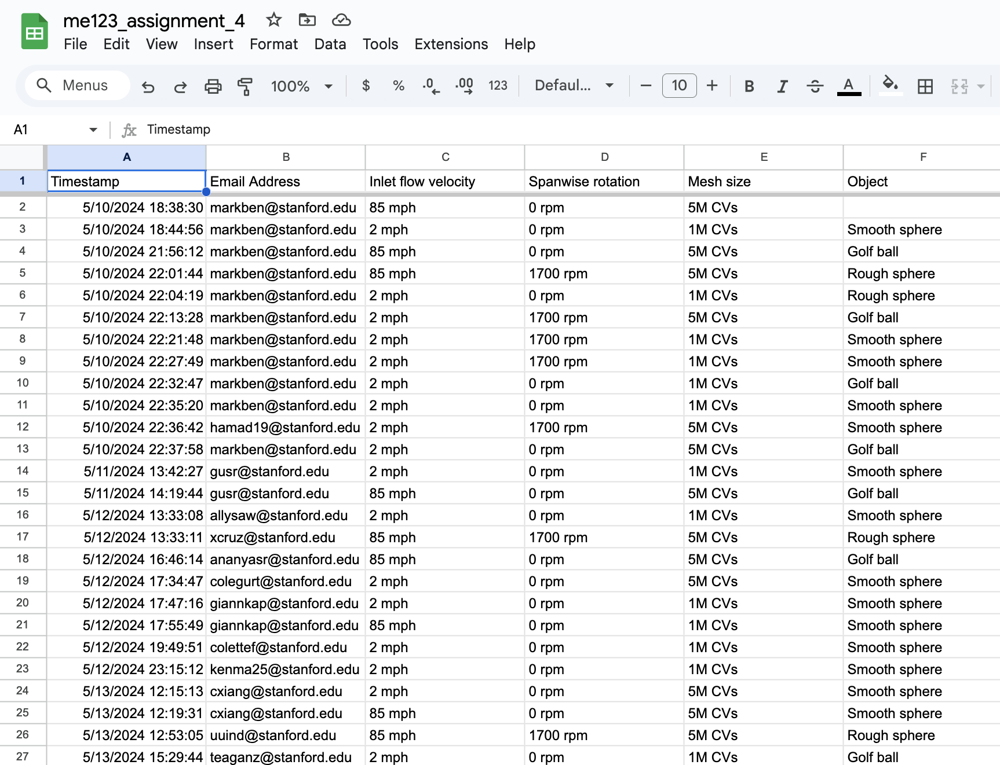 me123_assignment_4
File Edit View Insert Format Data Tools Extensions Help
Menus 100% $ % .0 .00 123 Defaul... 10 B I S A
A1 fx Timestamp
A B C D E F
1 Timestamp Email Address Inlet flow velocity Spanwise rotation Mesh size Object
2 5/10/2024 18:38:30 markben@stanford.edu 85 mph 0 rpm 5M CVs
3 5/10/2024 18:44:56 markben@stanford.edu 2 mph 0 rpm 1M CVs Smooth sphere
4 5/10/2024 21:56:12 markben@stanford.edu 85 mph 0 rpm 5M CVs Golf ball
5 5/10/2024 22:01:44 markben@stanford.edu 85 mph 1700 rpm 5M CVs Rough sphere
6 5/10/2024 22:04:19 markben@stanford.edu 2 mph 0 rpm 1M CVs Rough sphere
7 5/10/2024 22:13:28 markben@stanford.edu 2 mph 1700 rpm 5M CVs Golf ball
8 5/10/2024 22:21:48 markben@stanford.edu 2 mph 1700 rpm 1M CVs Smooth sphere
9 5/10/2024 22:27:49 markben@stanford.edu 2 mph 1700 rpm 1M CVs Smooth sphere
10 5/10/2024 22:32:47 markben@stanford.edu 2 mph 0 rpm 1M CVs Golf ball
11 5/10/2024 22:35:20 markben@stanford.edu 2 mph 0 rpm 1M CVs Smooth sphere
12 5/10/2024 22:36:42 hamad19@stanford.edu 2 mph 1700 rpm 5M CVs Smooth sphere
13 5/10/2024 22:37:58 markben@stanford.edu 2 mph 0 rpm 5M CVs Golf ball
14 5/11/2024 13:42:27 gusr@stanford.edu 2 mph 0 rpm 1M CVs Smooth sphere
15 5/11/2024 14:19:44 gusr@stanford.edu 85 mph 0 rpm 5M CVs Golf ball
16 5/12/2024 13:33:08 allysaw@stanford.edu 2 mph 0 rpm 1M CVs Smooth sphere
17 5/12/2024 13:33:11 xcruz@stanford.edu 85 mph 1700 rpm 5M CVs Rough sphere
18 5/12/2024 16:46:14 ananyasr@stanford.edu 85 mph 0 rpm 5M CVs Golf ball
19 5/12/2024 17:34:47 colegurt@stanford.edu 2 mph 0 rpm 5M CVs Smooth sphere
20 5/12/2024 17:47:16 giannkap@stanford.edu 2 mph 0 rpm 1M CVs Smooth sphere
21 5/12/2024 17:55:49 giannkap@stanford.edu 85 mph 0 rpm 1M CVs Smooth sphere
22 5/12/2024 19:49:51 colettef@stanford.edu 2 mph 0 rpm 1M CVs Smooth sphere
23 5/12/2024 23:15:12 kenma25@stanford.edu 2 mph 0 rpm 1M CVs Smooth sphere
24 5/13/2024 12:15:13 cxiang@stanford.edu 2 mph 0 rpm 5M CVs Smooth sphere
25 5/13/2024 12:19:31 cxiang@stanford.edu 85 mph 0 rpm 5M CVs Smooth sphere
26 5/13/2024 12:53:05 uuind@stanford.edu 85 mph 1700 rpm 5M CVs Rough sphere
27 5/13/2024 15:29:44 teaganz@stanford.edu 2 mph 0 rpm 1M CVs Golf ball